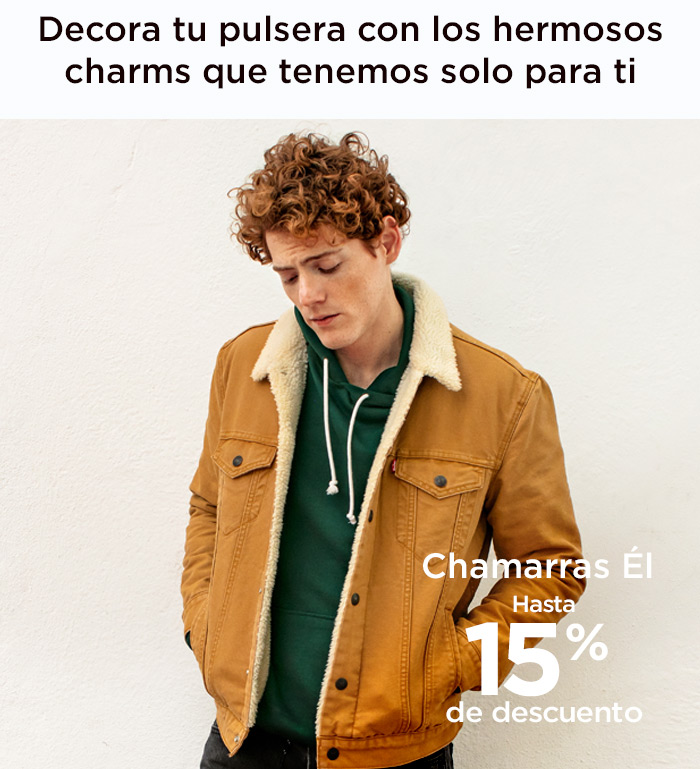 Decora tu pulsera con los hermosos
charms que tenemos solo para ti
Chamarras Él
Hasta
15%
de descuento